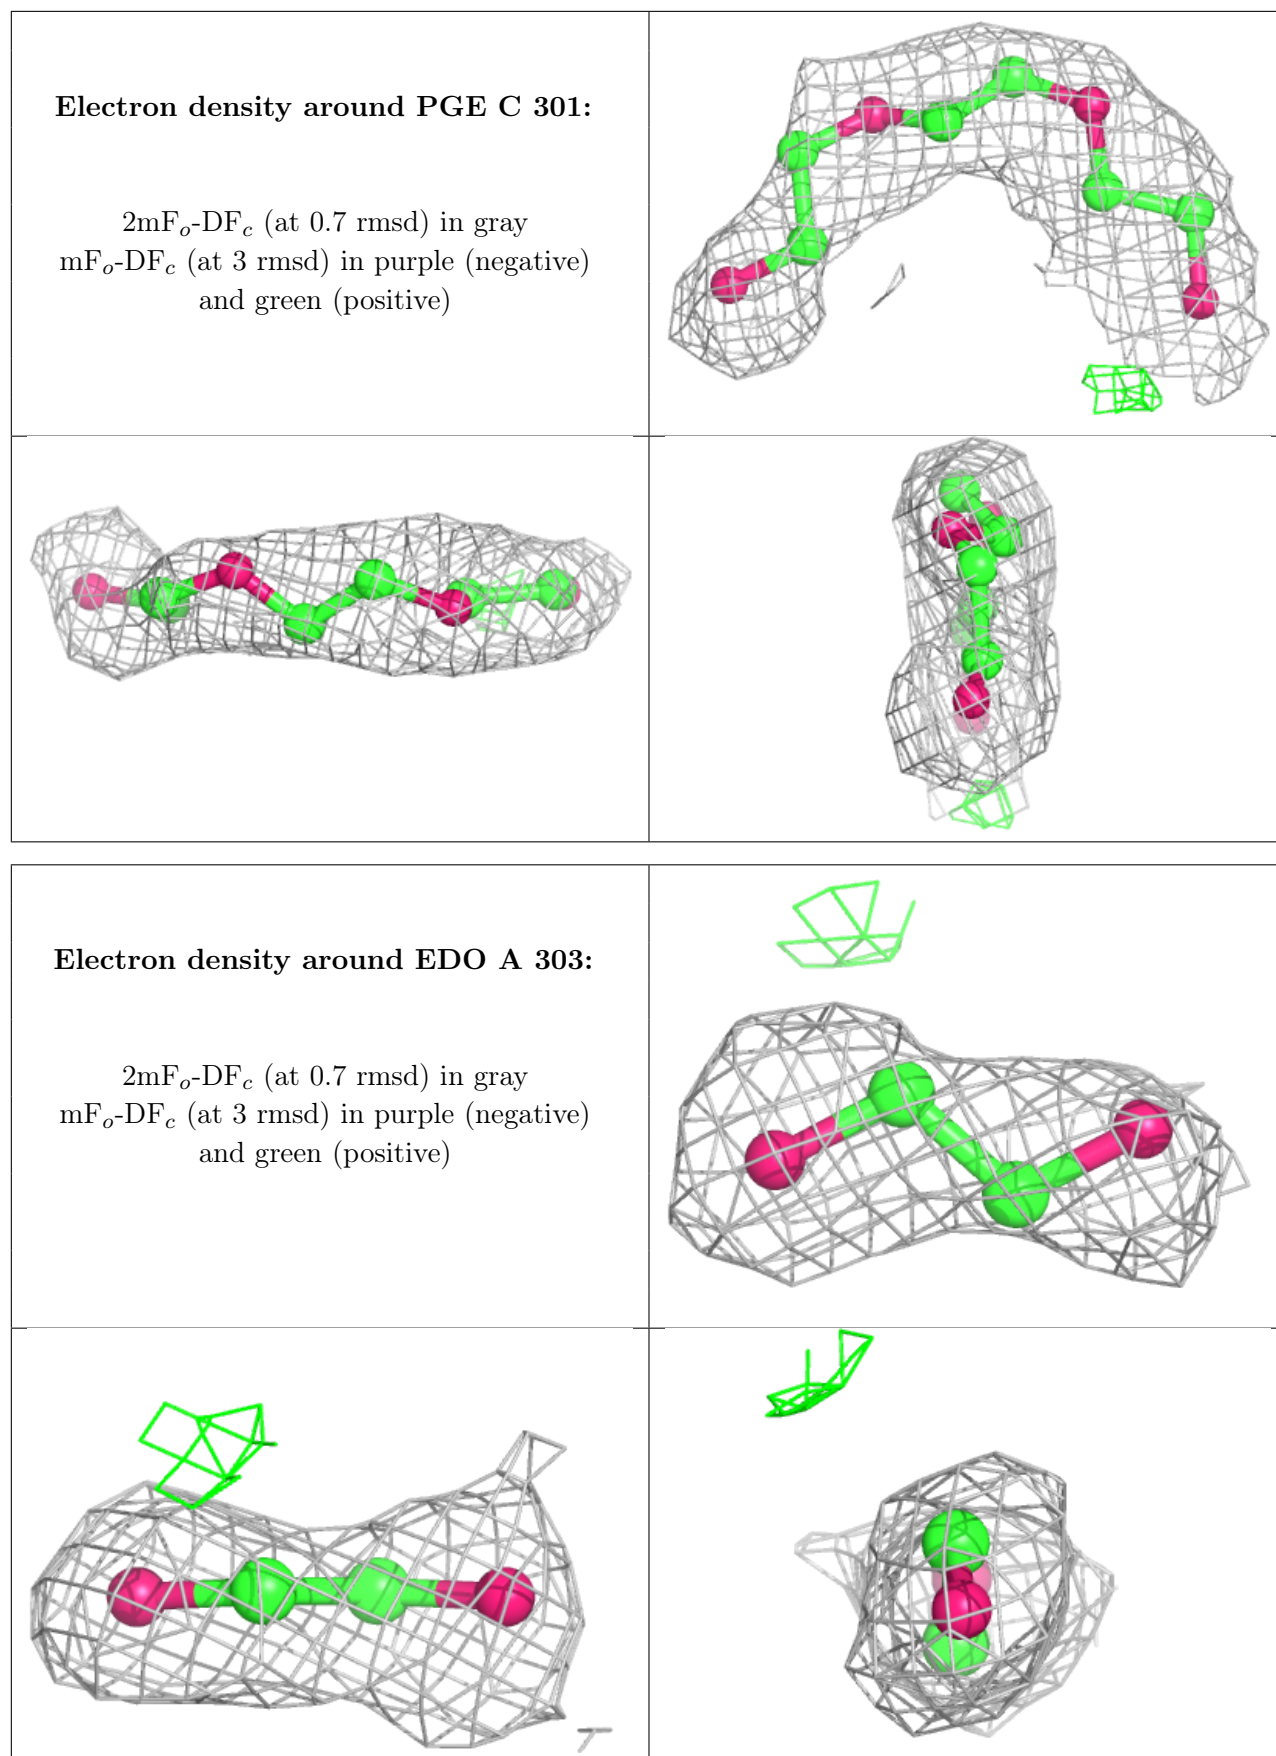 Electron density around PGE C 301:
2mFo-DFc (at 0.7 rmsd) in gray
mFo-DFc (at 3 rmsd) in purple (negative)
and green (positive)
Electron density around EDO A 303:
2mFo-DFc (at 0.7 rmsd) in gray
mFo-DFc (at 3 rmsd) in purple (negative)
and green (positive)